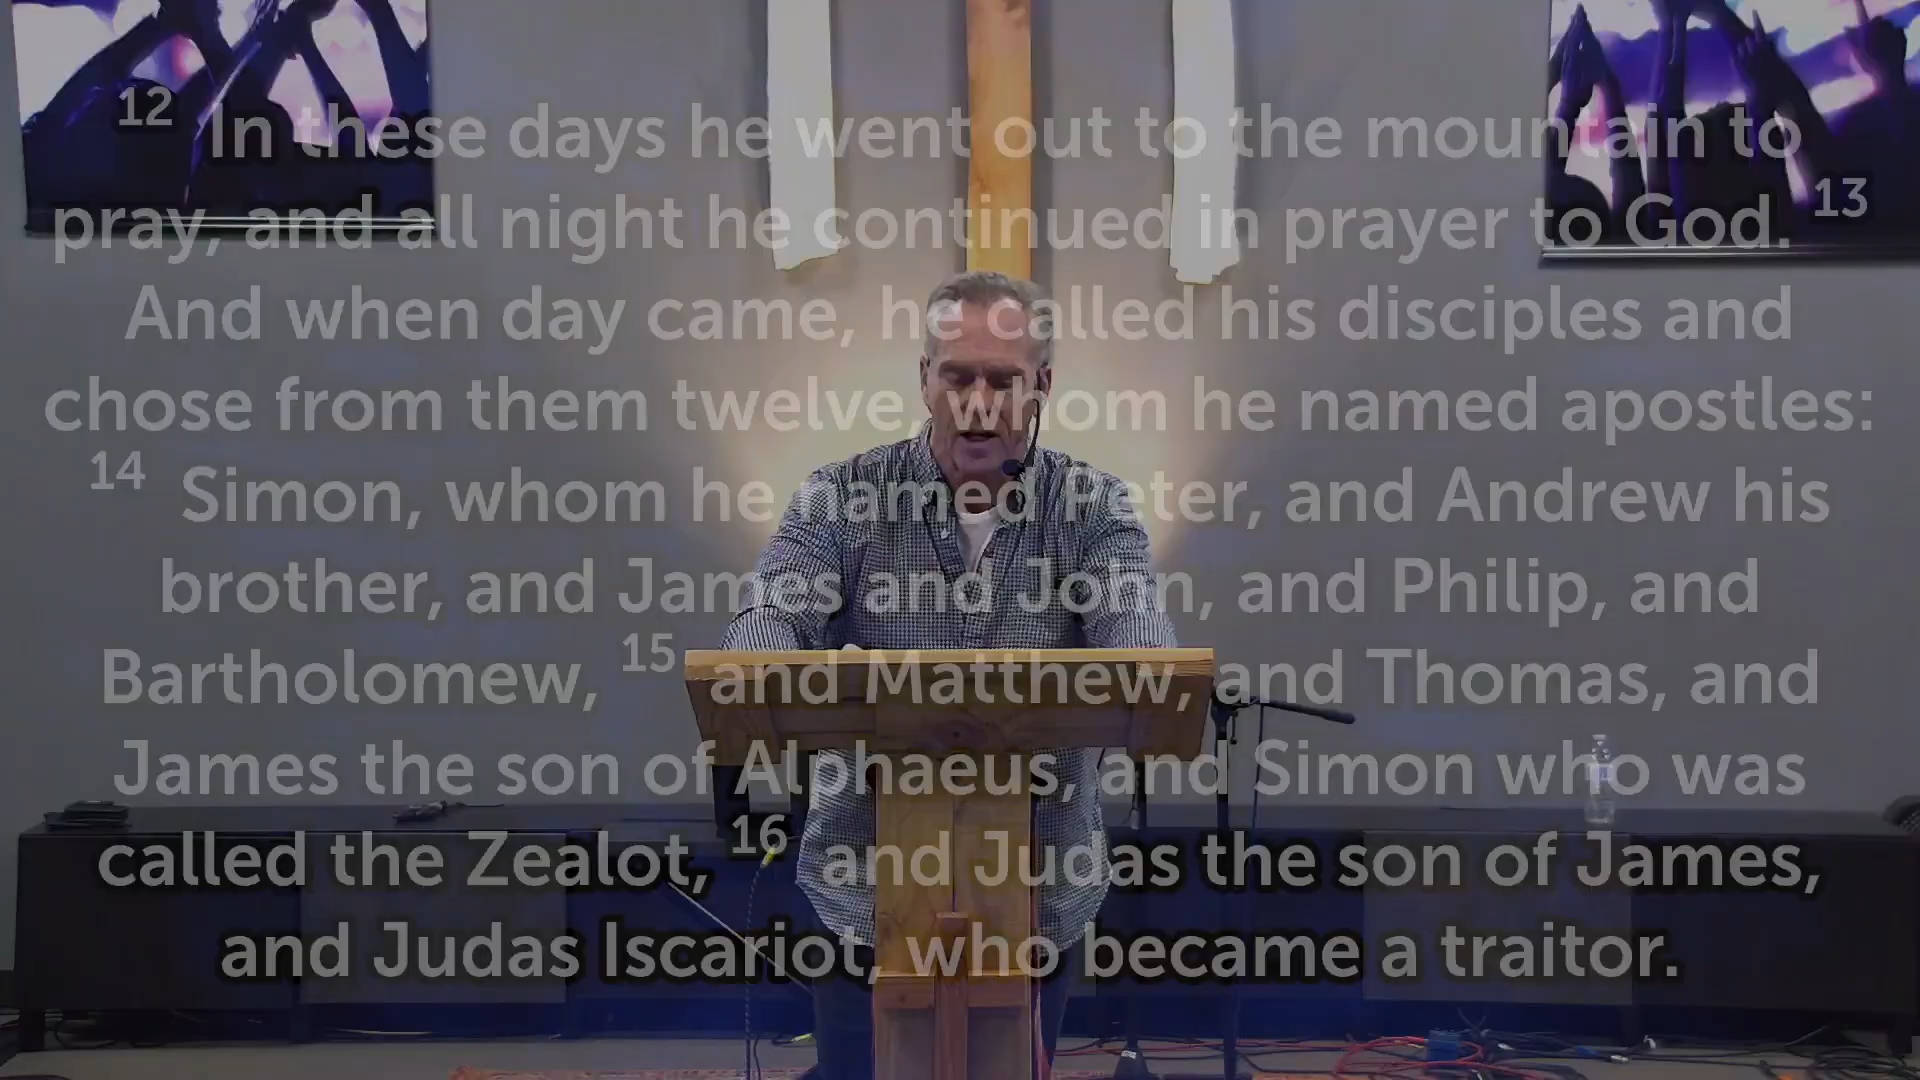 12 In these days he went out to the mountain to
pray, and all night he continued in prayer to God. 13
And when day came, he called his disciples and
chose from them twelve, whom he named apostles:
14 Simon, whom he named Peter, and Andrew his
brother, and James and John, and Philip, and
Bartholomew, 15 and Matthew, and Thomas, and
James the son of Alphaeus, and Simon who was
called the Zealot, 16 and Judas the son of James,
and Judas Iscariot, who became a traitor.